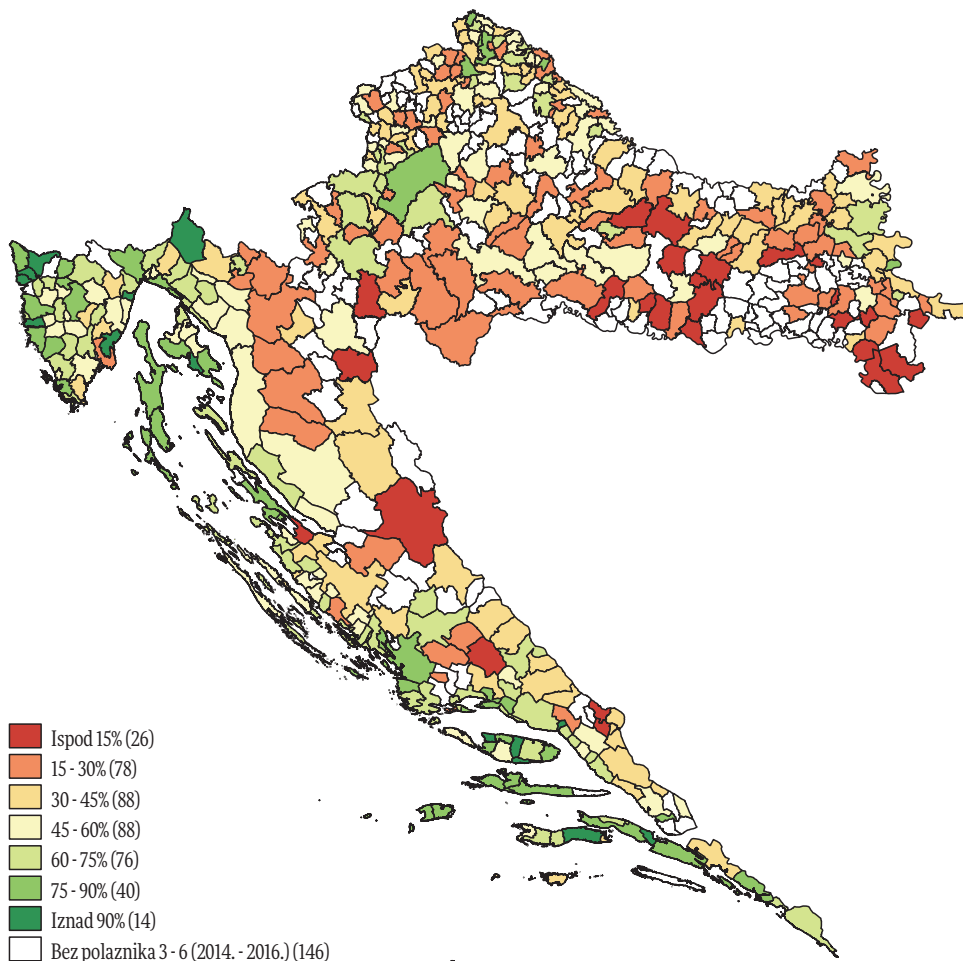 Ispod 15% (26)
15 - 30% (78)
30 - 45% (88)
45 - 60% (88)
60 - 75% (76)
75 - 90% (40)
Iznad 90% (14)
Bez polaznika 3 - 6 (2014. - 2016.) (146)